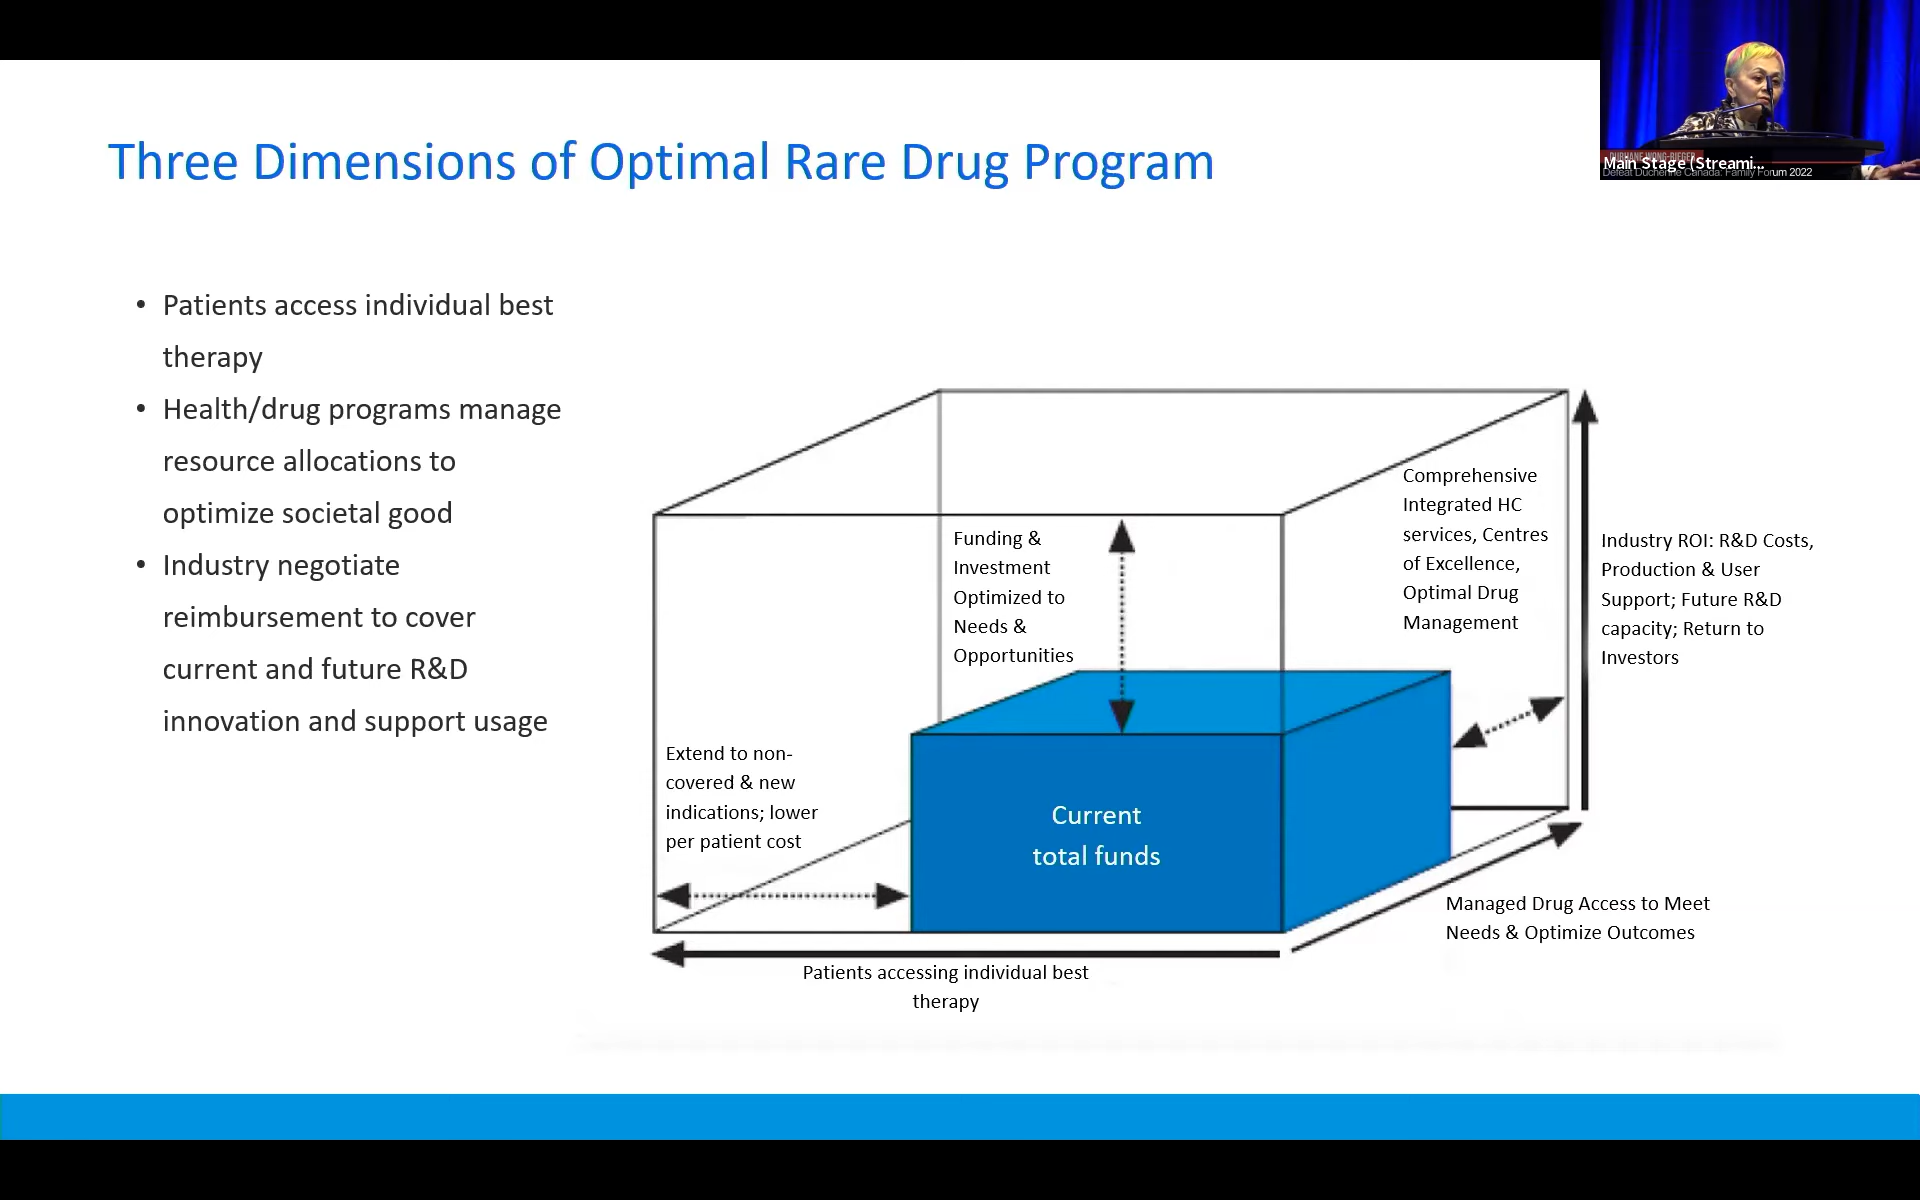 Three Dimensions of Optimal Rare Drug Program
• Patients access individual best
therapy
• Health/drug programs manage
resource allocations to
optimize societal good
• Industry negotiate
reimbursement to cover
current and future R&D
innovation and support usage
Funding &
Investment
Optimized to
Needs &
Opportunities
Comprehensive
Integrated HC
services, Centres
of Excellence,
Optimal Drug
Management
Industry ROI: R&D Costs,
Production & User
Support; Future R&D
capacity; Return to
Investors
Extend to non-
covered & new
indications; lower
per patient cost
Current
total funds
Managed Drug Access to Meet
Needs & Optimize Outcomes
Patients accessing individual best
therapy
DURHANE WONG-RIEGER
Main Stage (Streami...
Defeat Duchenne Canada: Family Forum 2022